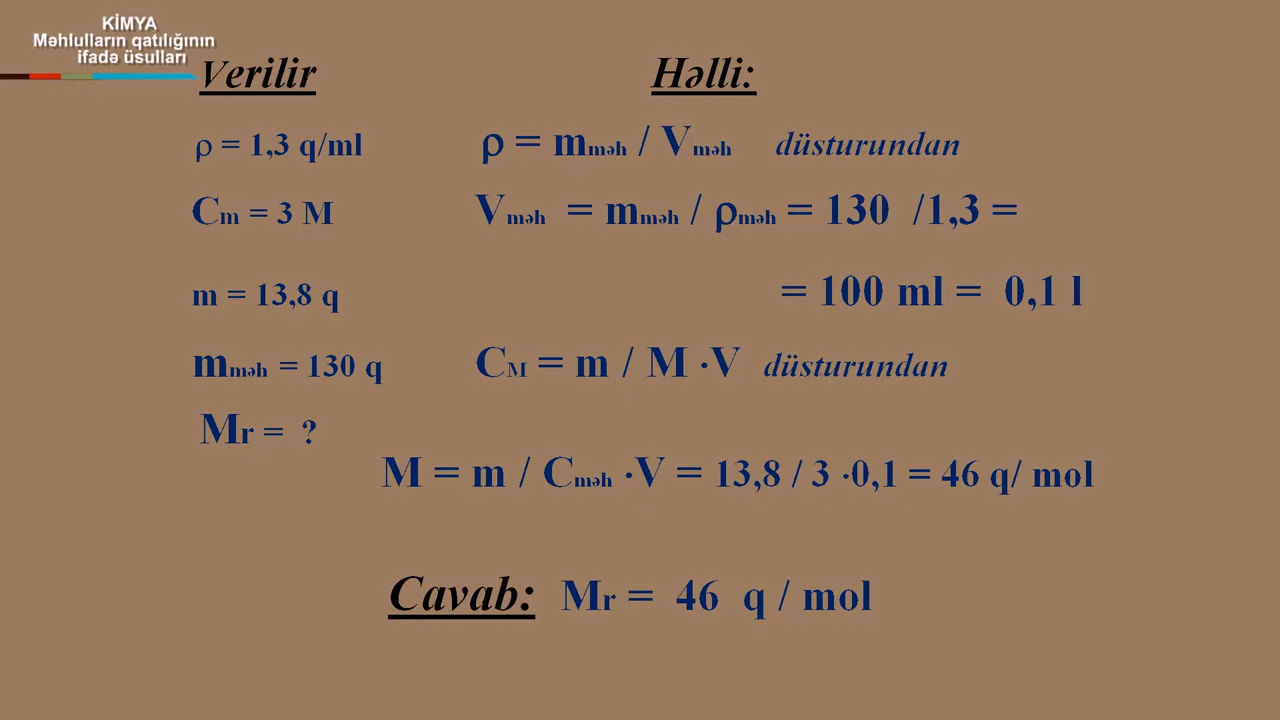 KİMYA
Məhlulların qatılığının
ifadə üsulları
Verilir
Həlli:
ρ = 1,3 q/ml
ρ = mməh / Vməh düsturundan
Cm = 3 M
Vməh = mməh / ρməh = 130 /1,3 =
m = 13,8 q
= 100 ml = 0,1 l
mməh = 130 q
CM = m / M ·V düsturundan
Mr = ?
M = m / Cməh ·V = 13,8 / 3 ·0,1 = 46 q/ mol
Cavab: Mr = 46 q / mol